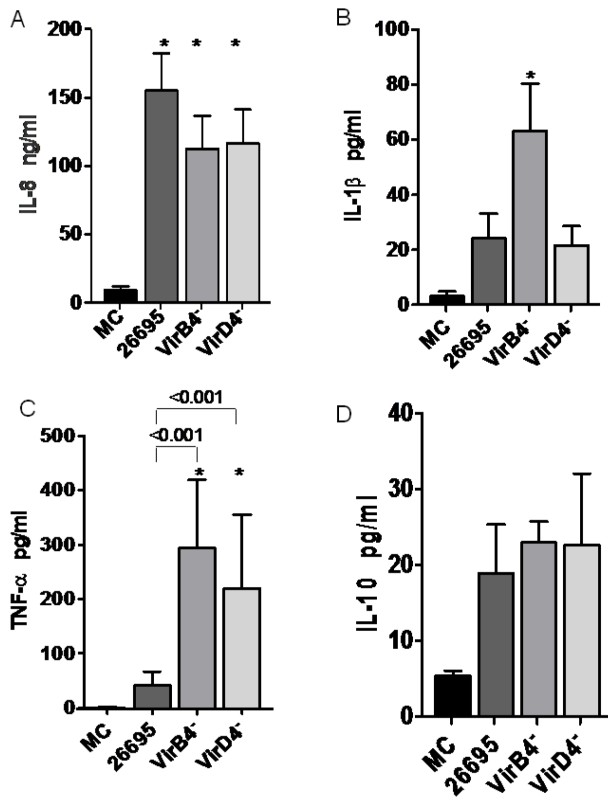 A
IL-8 ng/ml
200
150
100
50
0
* * *
MC 26695 VirB4⁻ VirD4⁻
B
IL-1β pg/ml
80
60
40
20
0
100
*
MC 26695 VirB4⁻ VirD4⁻
C
TNF-α pg/ml
<0.001
<0.001
500
400
300
200
100
0
* *
MC 26695 VirB4⁻ VirD4⁻
D
IL-10 pg/ml
40
30
20
10
0
MC 26695 VirB4⁻ VirD4⁻